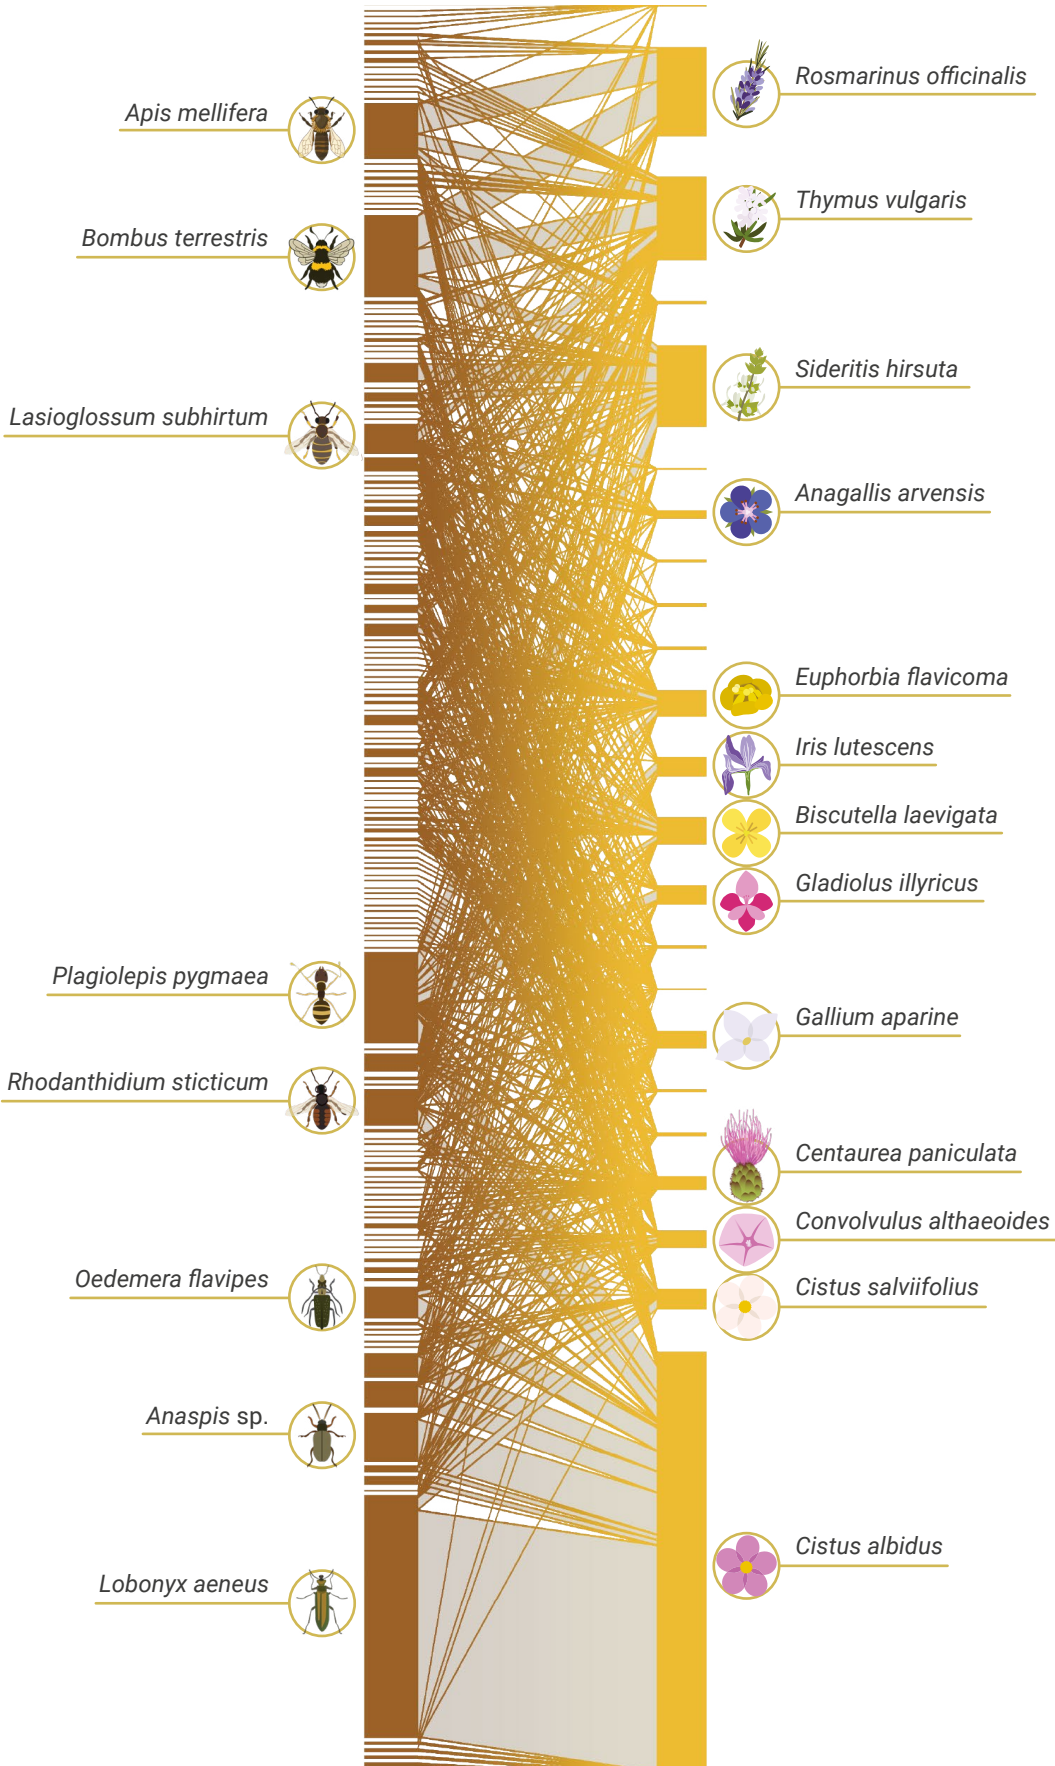 Apis mellifera
Bombus terrestris
Lasioglossum subhirtum
Plagiolepis pygmaea
Rhodanthidium sticticum
Oedemera flavipes
Anaspis sp.
Lobonyx aeneus
Rosmarinus officinalis
Thymus vulgaris
Sideritis hirsuta
Anagallis arvensis
Euphorbia flavicoma
Iris lutescens
Biscutella laevigata
Gladiolus illyricus
Gallium aparine
Centaurea paniculata
Convolvulus althaeoides
Cistus salviifolius
Cistus albidus